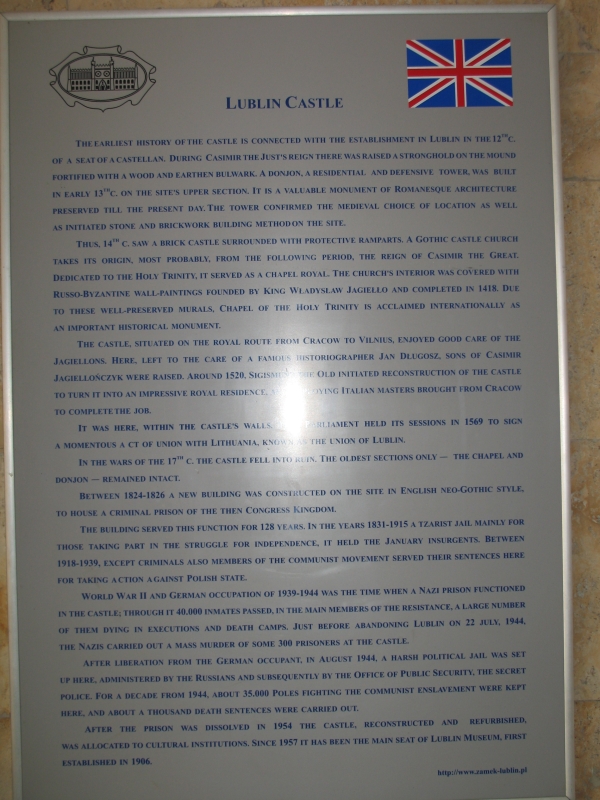 LUBLIN CASTLE
THE EARLIEST HISTORY OF THE CASTLE IS CONNECTED WITH THE ESTABLISHMENT IN LUBLIN IN THE 12TH C.
OF A SEAT OF A CASTELLAN. DURING CASIMIR THE JUST'S REIGN THERE WAS RAISED A STRONGHOLD ON THE MOUND
FORTIFIED WITH A WOOD AND EARTHEN BULWARK. A DONJON, A RESIDENTIAL AND DEFENSIVE TOWER, WAS BUILT
IN EARLY 13TH C. ON THE SITE'S UPPER SECTION. IT IS A VALUABLE MONUMENT OF ROMANESQUE ARCHITECTURE
PRESERVED TILL THE PRESENT DAY. THE TOWER CONFIRMED THE MEDIEVAL CHOICE OF LOCATION AS WELL
AS INITIATED STONE AND BRICKWORK BUILDING METHOD ON THE SITE.
THUS, 14TH C. SAW A BRICK CASTLE SURROUNDED WITH PROTECTIVE RAMPARTS. A GOTHIC CASTLE CHURCH
TAKES ITS ORIGIN, MOST PROBABLY, FROM THE FOLLOWING PERIOD, THE REIGN OF CASIMIR THE GREAT.
DEDICATED TO THE HOLY TRINITY, IT SERVED AS A CHAPEL ROYAL. THE CHURCH'S INTERIOR WAS COVERED WITH
RUSSO-BYZANTINE WALL-PAINTINGS FOUNDED BY KING WŁADYSŁAW JAGIEŁŁO AND COMPLETED IN 1418. DUE
TO THESE WELL-PRESERVED MURALS, CHAPEL OF THE HOLY TRINITY IS ACCLAIMED INTERNATIONALLY AS
AN IMPORTANT HISTORICAL MONUMENT.
THE CASTLE, SITUATED ON THE ROYAL ROUTE FROM CRACOW TO VILNIUS, ENJOYED GOOD CARE OF THE
JAGIELLONS. HERE, LEFT TO THE CARE OF A FAMOUS HISTORIOGRAPHER JAN DŁUGOSZ, SONS OF CASIMIR
JAGIELLOŃCZYK WERE RAISED. AROUND 1520, SIGISMUND THE OLD INITIATED RECONSTRUCTION OF THE CASTLE
TO TURN IT INTO AN IMPRESSIVE ROYAL RESIDENCE, ITALIAN MASTERS BROUGHT FROM CRACOW
TO COMPLETE THE JOB.
IT WAS HERE, WITHIN THE CASTLE'S WALLS, PARLIAMENT HELD ITS SESSIONS IN 1569 TO SIGN
A MOMENTOUS A CT OF UNION WITH LITHUANIA, KNOWN AS THE UNION OF LUBLIN.
IN THE WARS OF THE 17TH C. THE CASTLE FELL INTO RUIN. THE OLDEST SECTIONS ONLY — THE CHAPEL AND
DONJON — REMAINED INTACT.
BETWEEN 1824-1826 A NEW BUILDING WAS CONSTRUCTED ON THE SITE IN ENGLISH NEO-GOTHIC STYLE,
TO HOUSE A CRIMINAL PRISON OF THE THEN CONGRESS KINGDOM.
THE BUILDING SERVED THIS FUNCTION FOR 128 YEARS. IN THE YEARS 1831-1915 A TZARIST JAIL MAINLY FOR
THOSE TAKING PART IN THE STRUGGLE FOR INDEPENDENCE, IT HELD THE JANUARY INSURGENTS. BETWEEN
1918-1939, EXCEPT CRIMINALS ALSO MEMBERS OF THE COMMUNIST MOVEMENT SERVED THEIR SENTENCES HERE
FOR TAKING ACTION AGAINST POLISH STATE.
WORLD WAR II AND GERMAN OCCUPATION OF 1939-1944 WAS THE TIME WHEN A NAZI PRISON FUNCTIONED
IN THE CASTLE; THROUGH IT 40.000 INMATES PASSED, IN THE MAIN MEMBERS OF THE RESISTANCE, A LARGE NUMBER
OF THEM DYING IN EXECUTIONS AND DEATH CAMPS. JUST BEFORE ABANDONING LUBLIN ON 22 JULY, 1944,
THE NAZIS CARRIED OUT A MASS MURDER OF SOME 300 PRISONERS AT THE CASTLE.
AFTER LIBERATION FROM THE GERMAN OCCUPANT, IN AUGUST 1944, A HARSH POLITICAL JAIL WAS SET
UP HERE, ADMINISTERED BY THE RUSSIANS AND SUBSEQUENTLY BY THE OFFICE OF PUBLIC SECURITY, THE SECRET
POLICE. FOR A DECADE FROM 1944, ABOUT 35.000 POLES FIGHTING THE COMMUNIST ENSLAVEMENT WERE KEPT
HERE, AND ABOUT A THOUSAND DEATH SENTENCES WERE CARRIED OUT.
AFTER THE PRISON WAS DISSOLVED IN 1954 THE CASTLE, RECONSTRUCTED AND REFURBISHED,
WAS ALLOCATED TO CULTURAL INSTITUTIONS. SINCE 1957 IT HAS BEEN THE MAIN SEAT OF LUBLIN MUSEUM, FIRST
ESTABLISHED IN 1906.
http://www.zamek-lublin.pl